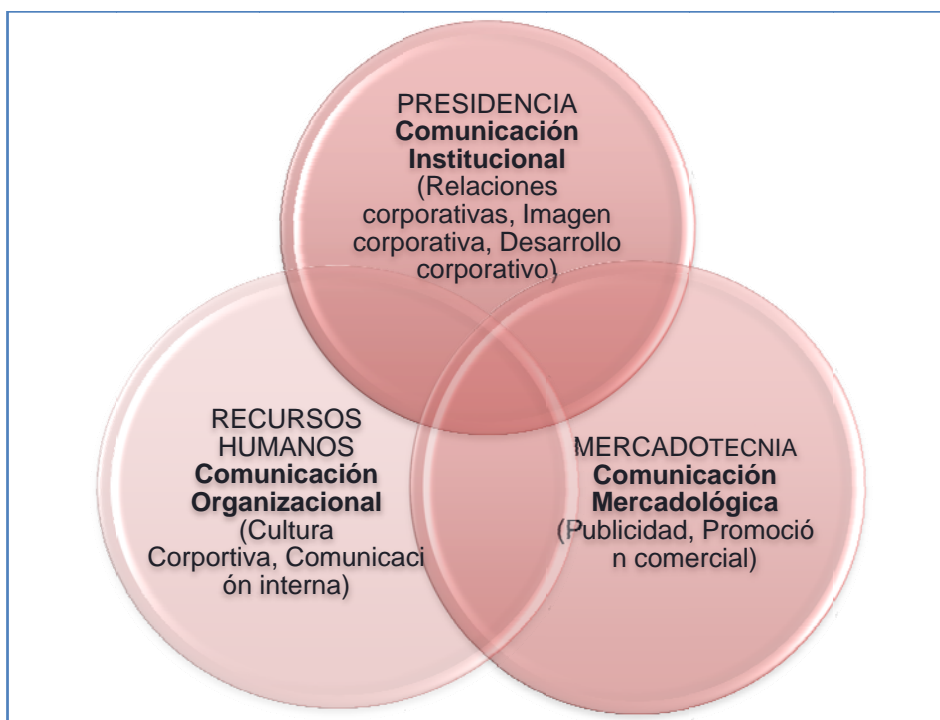 PRESIDENCIA
Comunicación
Institucional
(Relaciones
corporativas, Imagen
corporativa, Desarrollo
corporativo)
RECURSOS
HUMANOS
Comunicación
Organizacional
(Cultura
Corportiva, Comunicaci
ón interna)
MERCADOTECNIA
Comunicación
Mercadológica
(Publicidad, Promoció
n comercial)